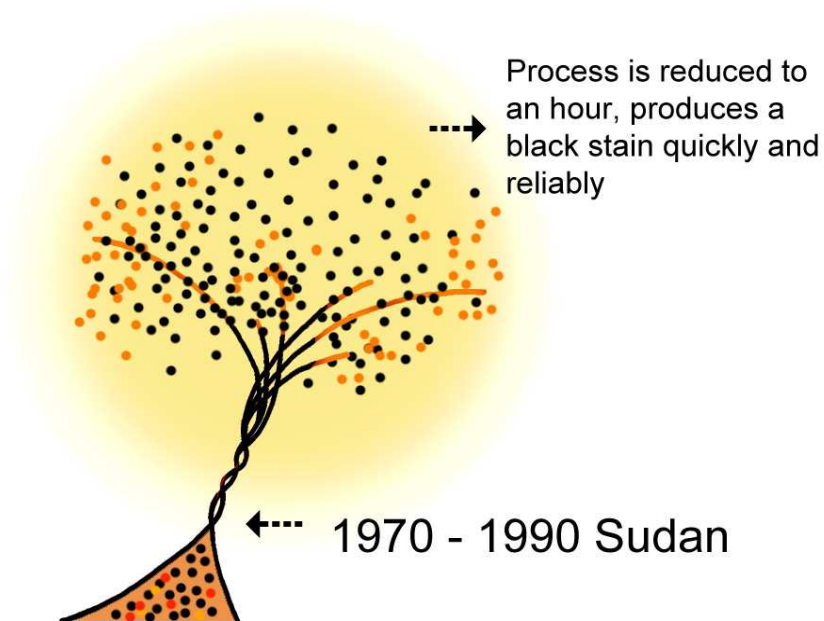 Process is reduced to
an hour, produces a
black stain quickly and
reliably
1970 - 1990 Sudan